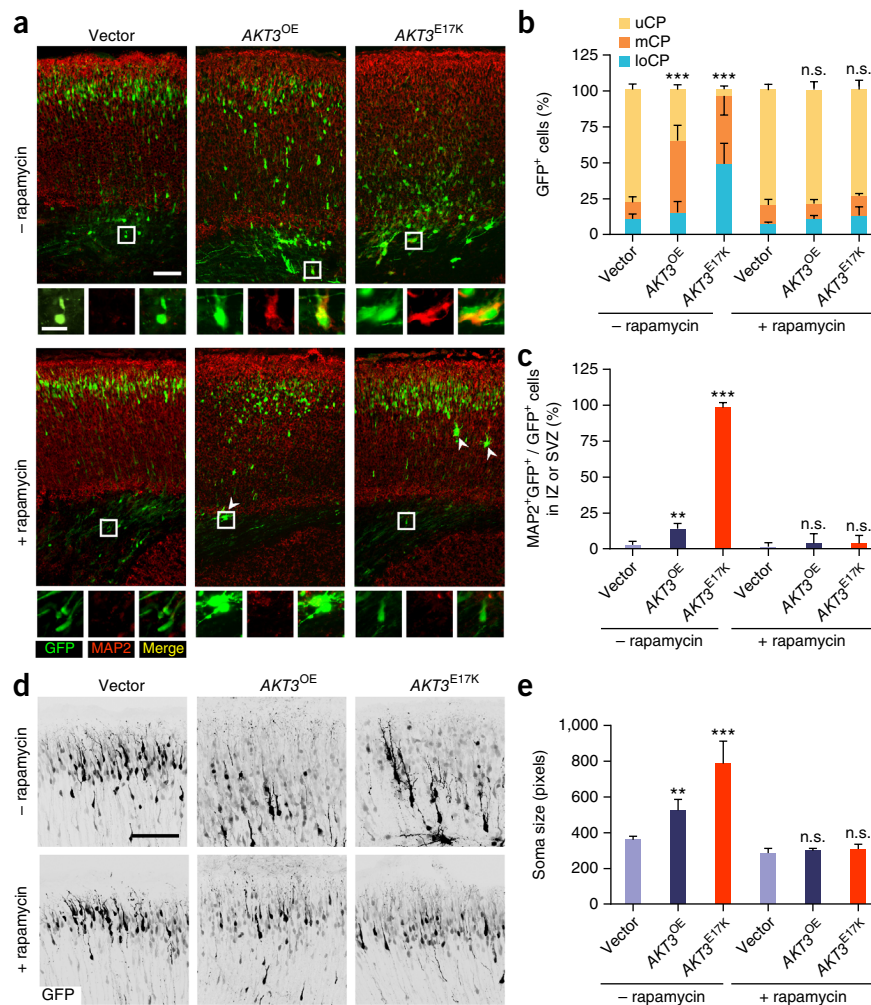 a
Vector
AKT3OE
AKT3E17K
– rapamycin
+ rapamycin
GFP
MAP2
Merge
b
uCP
mCP
loCP
GFP+ cells (%)
125
100
75
50
25
0
***
***
n.s.
n.s.
Vector
AKT3OE
AKT3E17K
Vector
AKT3OE
AKT3E17K
– rapamycin
+ rapamycin
c
MAP2+GFP+ / GFP+ cells
in IZ or SVZ (%)
125
100
75
50
25
0
**
***
n.s.
n.s.
Vector
AKT3OE
AKT3E17K
Vector
AKT3OE
AKT3E17K
– rapamycin
+ rapamycin
d
Vector
AKT3OE
AKT3E17K
– rapamycin
+ rapamycin
GFP
e
Soma size (pixels)
1,000
800
600
400
200
0
**
***
n.s.
n.s.
Vector
AKT3OE
AKT3E17K
Vector
AKT3OE
AKT3E17K
– rapamycin
+ rapamycin